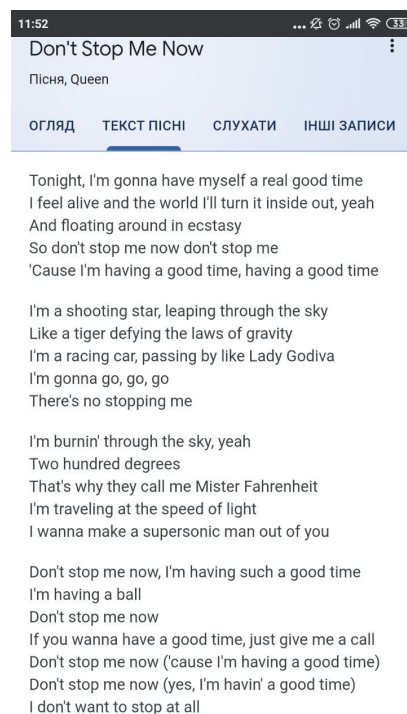 11:52
... 33
Don't Stop Me Now
Пісня, Queen
ОГЛЯД ТЕКСТ ПІСНІ СЛУХАТИ ІНШІ ЗАПИСИ
Tonight, I'm gonna have myself a real good time
I feel alive and the world I'll turn it inside out, yeah
And floating around in ecstasy
So don't stop me now don't stop me
'Cause I'm having a good time, having a good time
I'm a shooting star, leaping through the sky
Like a tiger defying the laws of gravity
I'm a racing car, passing by like Lady Godiva
I'm gonna go, go, go
There's no stopping me
I'm burnin' through the sky, yeah
Two hundred degrees
That's why they call me Mister Fahrenheit
I'm traveling at the speed of light
I wanna make a supersonic man out of you
Don't stop me now, I'm having such a good time
I'm having a ball
Don't stop me now
If you wanna have a good time, just give me a call
Don't stop me now ('cause I'm having a good time)
Don't stop me now (yes, I'm havin' a good time)
I don't want to stop at all